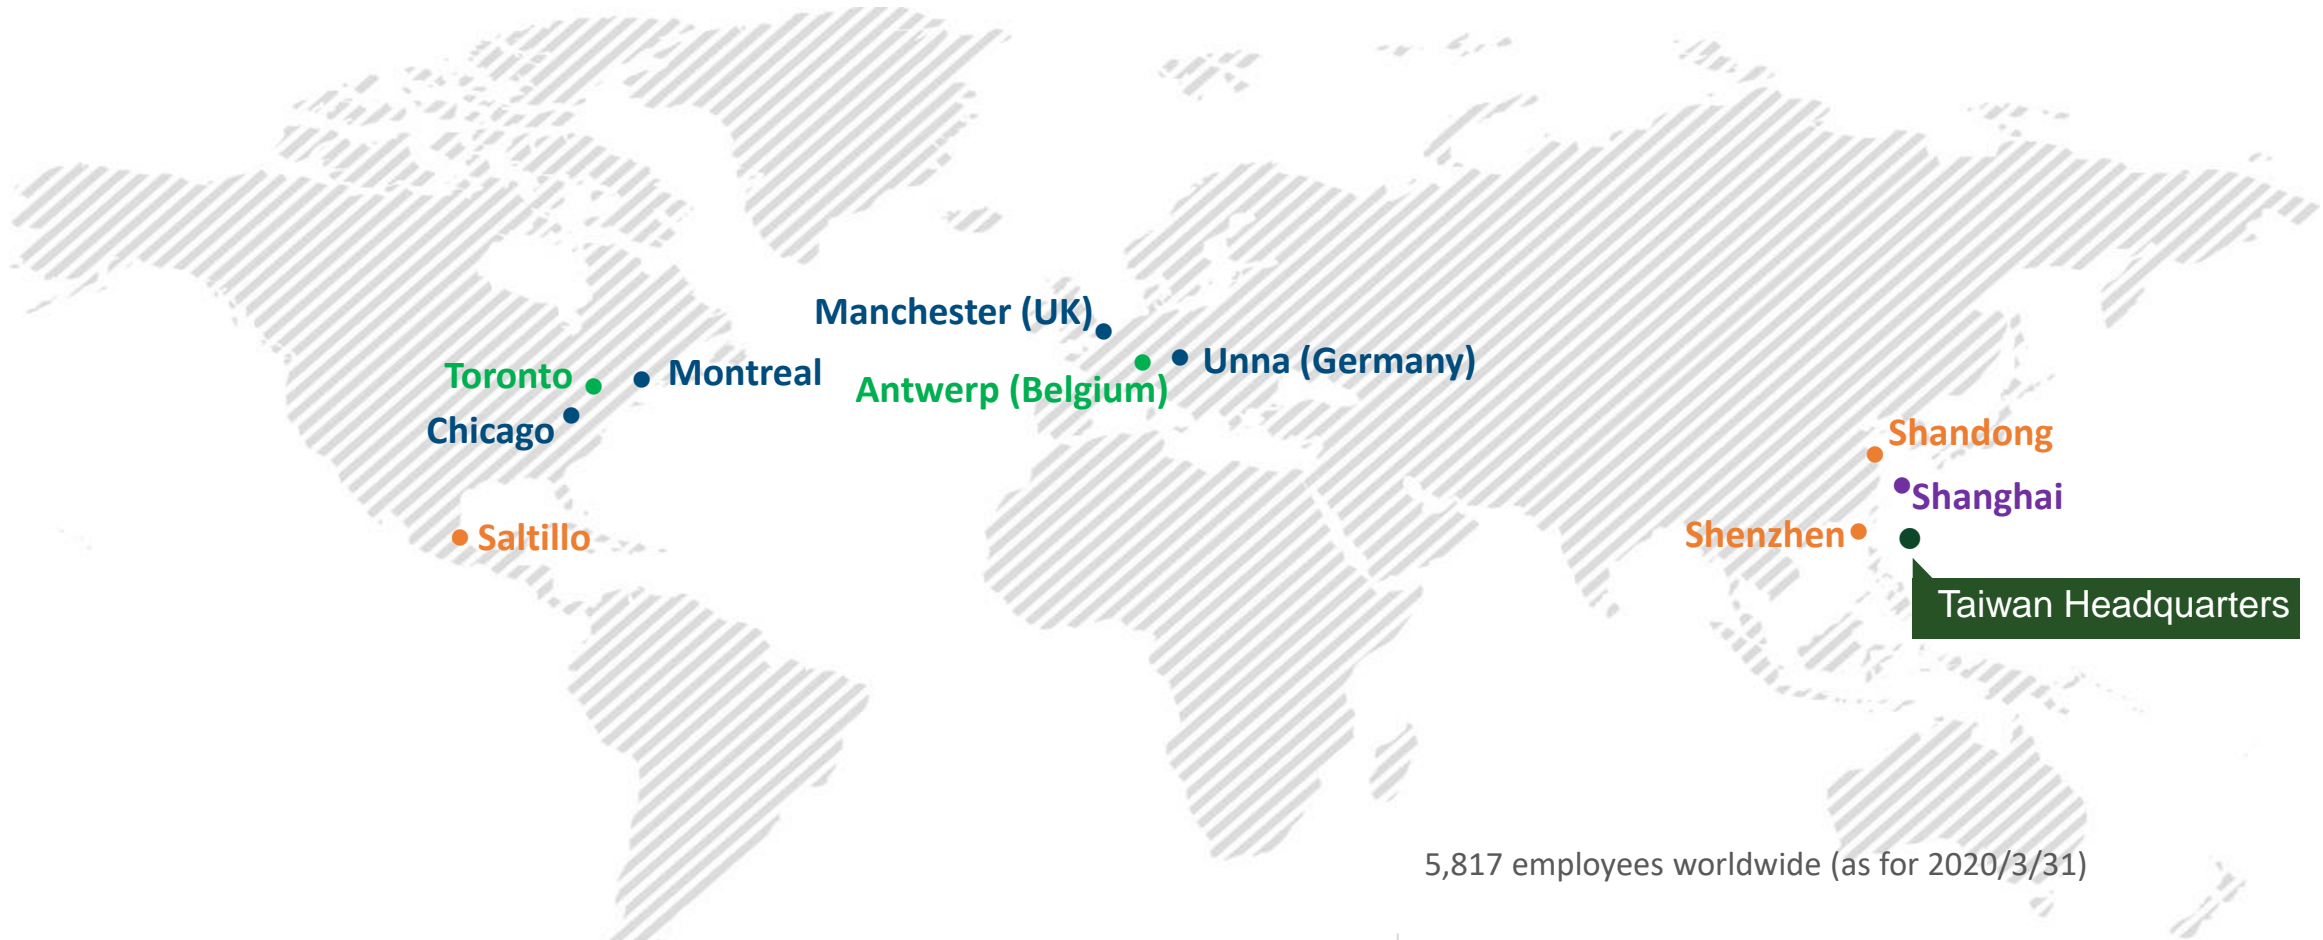 Manchester (UK)
Unna (Germany)
Toronto
Montreal
Antwerp (Belgium)
Chicago
Shandong
Shanghai
Saltillo
Shenzhen
Taiwan Headquarters
5,817 employees worldwide (as for 2020/3/31)